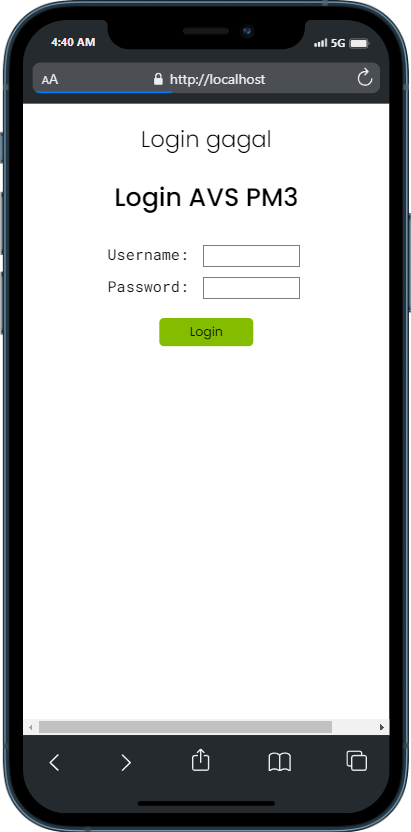 4:40 AM 5G
AA http://localhost
Login gagal
Login AVS PM3
Username:
Password:
Login